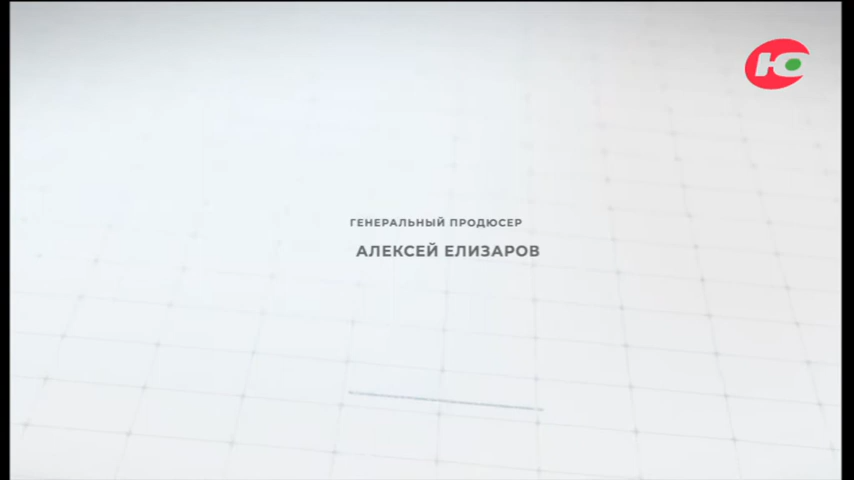 Ю
ГЕНЕРАЛЬНЫЙ ПРОДЮСЕР
АЛЕКСЕЙ ЕЛИЗАРОВ